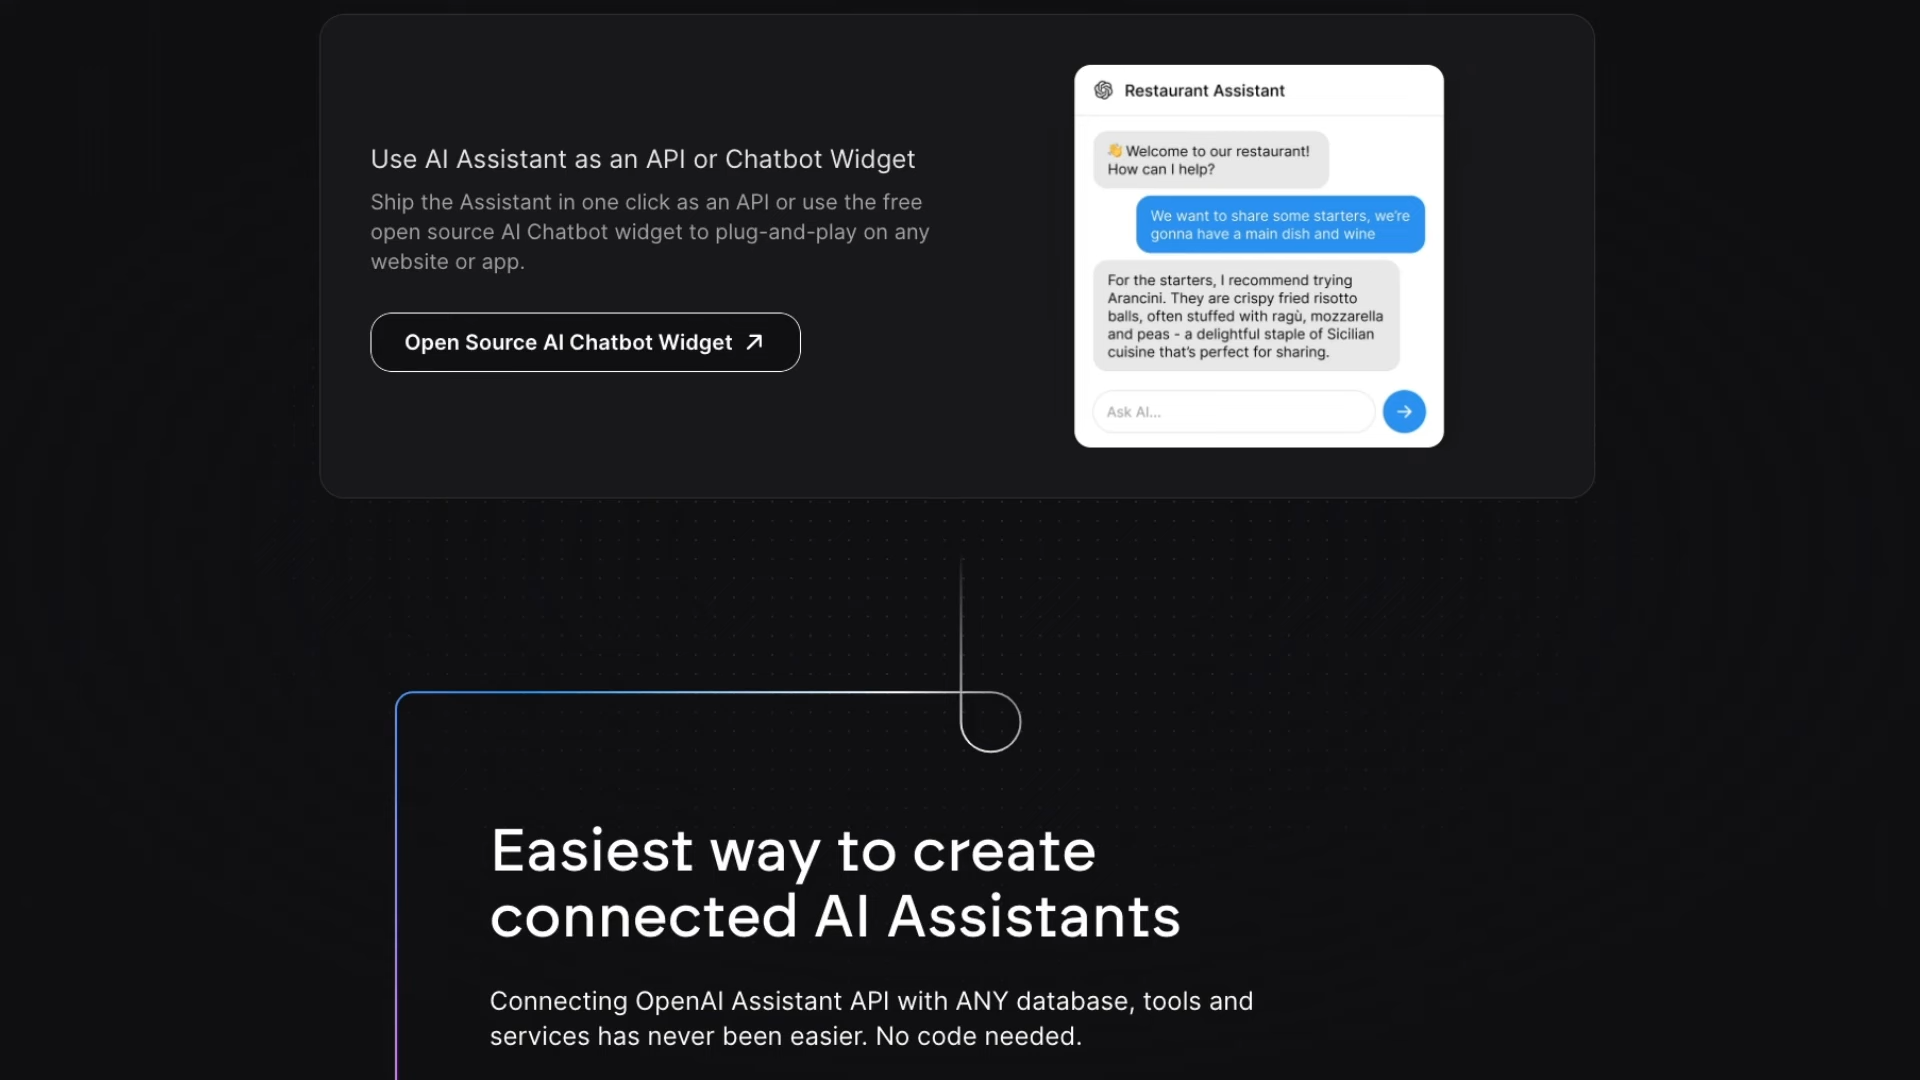 Use AI Assistant as an API or Chatbot Widget
Ship the Assistant in one click as an API or use the free
open source AI Chatbot widget to plug-and-play on any
website or app.
Open Source AI Chatbot Widget
Restaurant Assistant
👋 Welcome to our restaurant!
How can I help?
We want to share some starters, we're
gonna have a main dish and wine
For the starters, I recommend trying
Arancini. They are crispy fried risotto
balls, often stuffed with ragù, mozzarella
and peas - a delightful staple of Sicilian
cuisine that's perfect for sharing.
Ask AI...
Easiest way to create
connected AI Assistants
Connecting OpenAI Assistant API with ANY database, tools and
services has never been easier. No code needed.